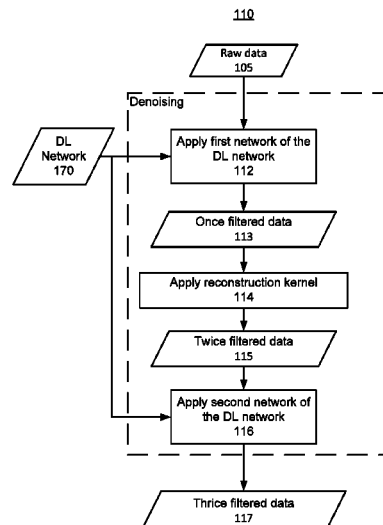 110
Raw data
105
Denoising
DL
Network
170
Apply first network of the
DL network
112
Once filtered data
113
Apply reconstruction kernel
114
Twice filtered data
115
Apply second network of
the DL network
116
Thrice filtered data
117